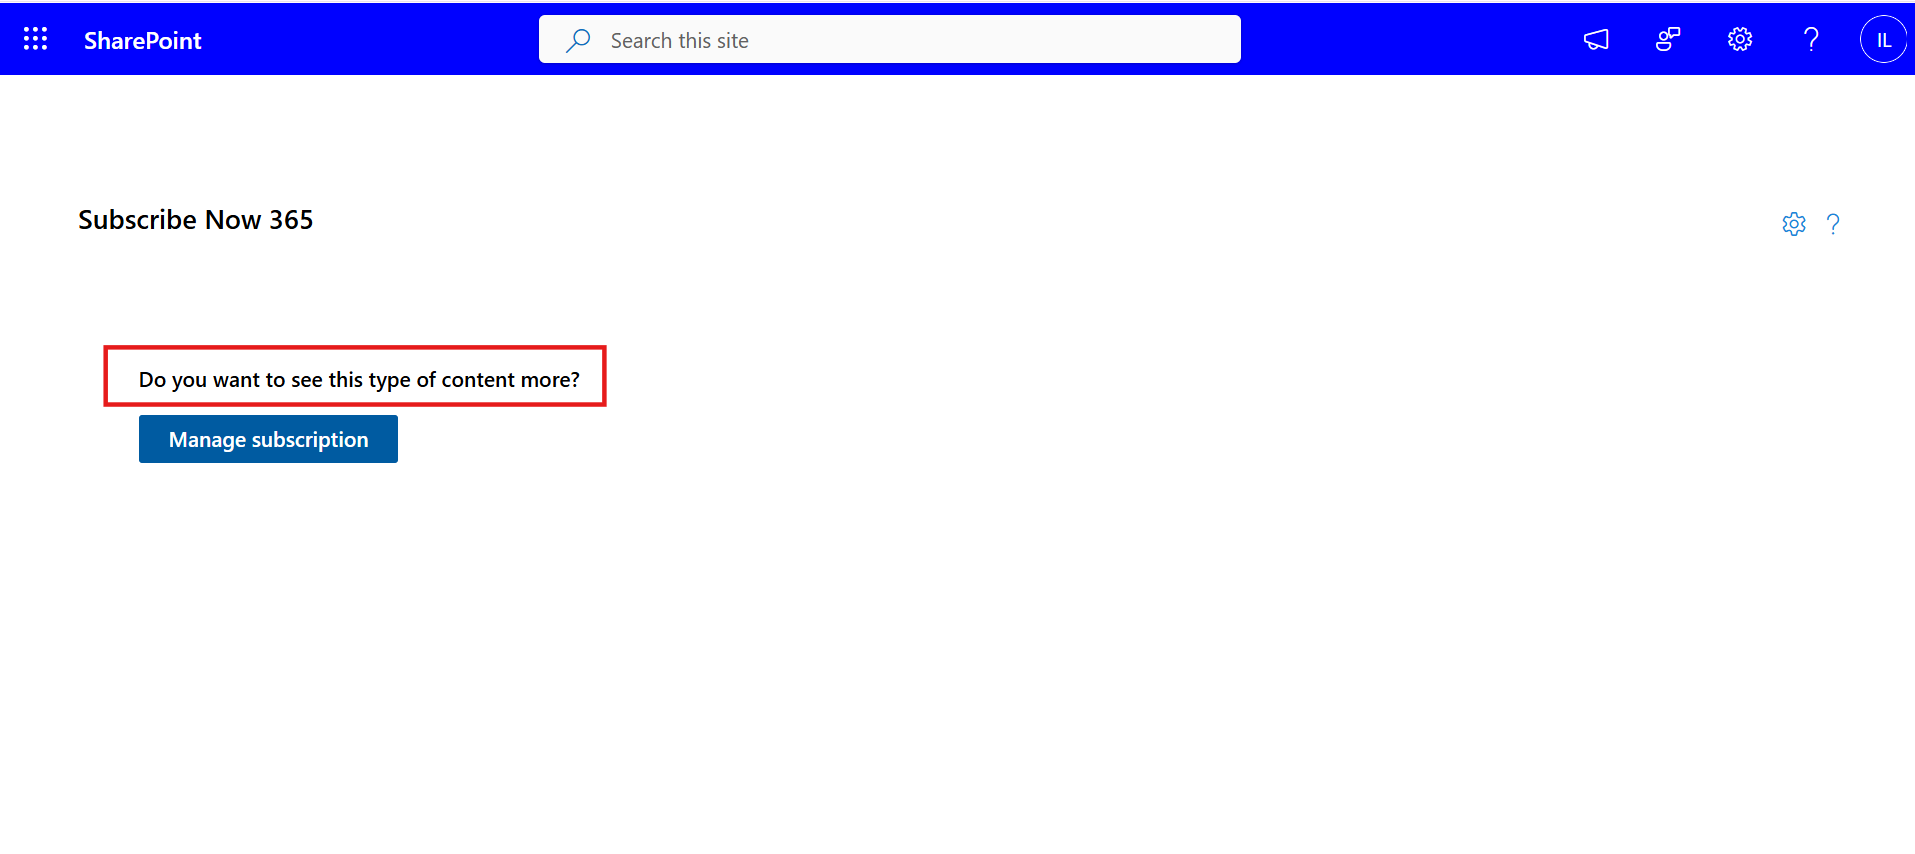 SharePoint
Search this site
IL
Subscribe Now 365
Do you want to see this type of content more?
Manage subscription